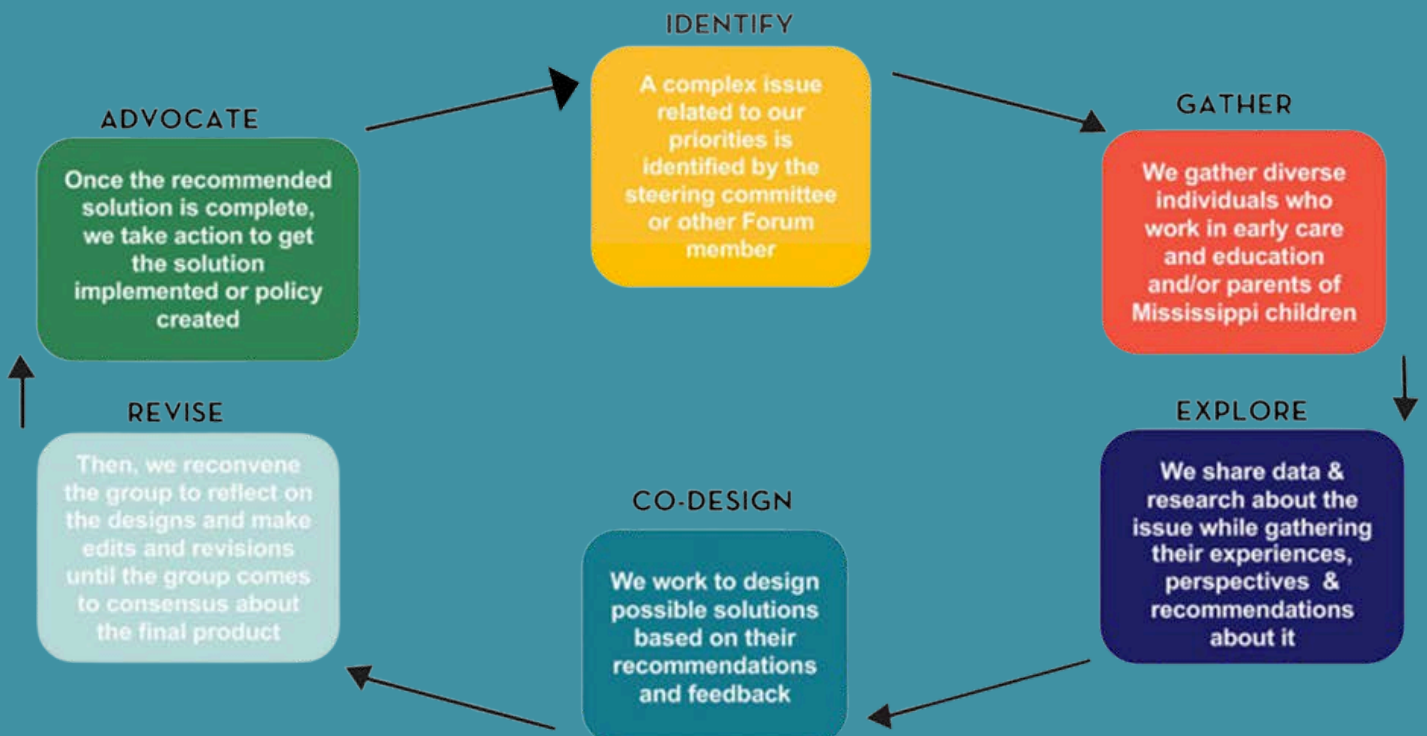 IDENTIFY
A complex issue
related to our
priorities is
identified by the
steering committee
or other Forum
member
GATHER
We gather diverse
individuals who
work in early care
and education
and/or parents of
Mississippi children
EXPLORE
We share data &
research about the
issue while gathering
their experiences,
perspectives &
recommendations
about it
CO-DESIGN
We work to design
possible solutions
based on their
recommendations
and feedback
REVISE
Then, we reconvene
the group to reflect on
the designs and make
edits and revisions
until the group comes
to consensus about
the final product
ADVOCATE
Once the recommended
solution is complete,
we take action to get
the solution
implemented or policy
created